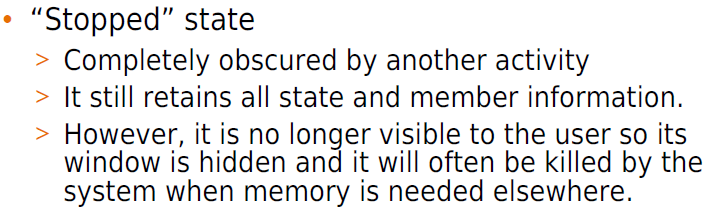 • “Stopped” state
> Completely obscured by another activity
> It still retains all state and member information.
> However, it is no longer visible to the user so its
window is hidden and it will often be killed by the
system when memory is needed elsewhere.